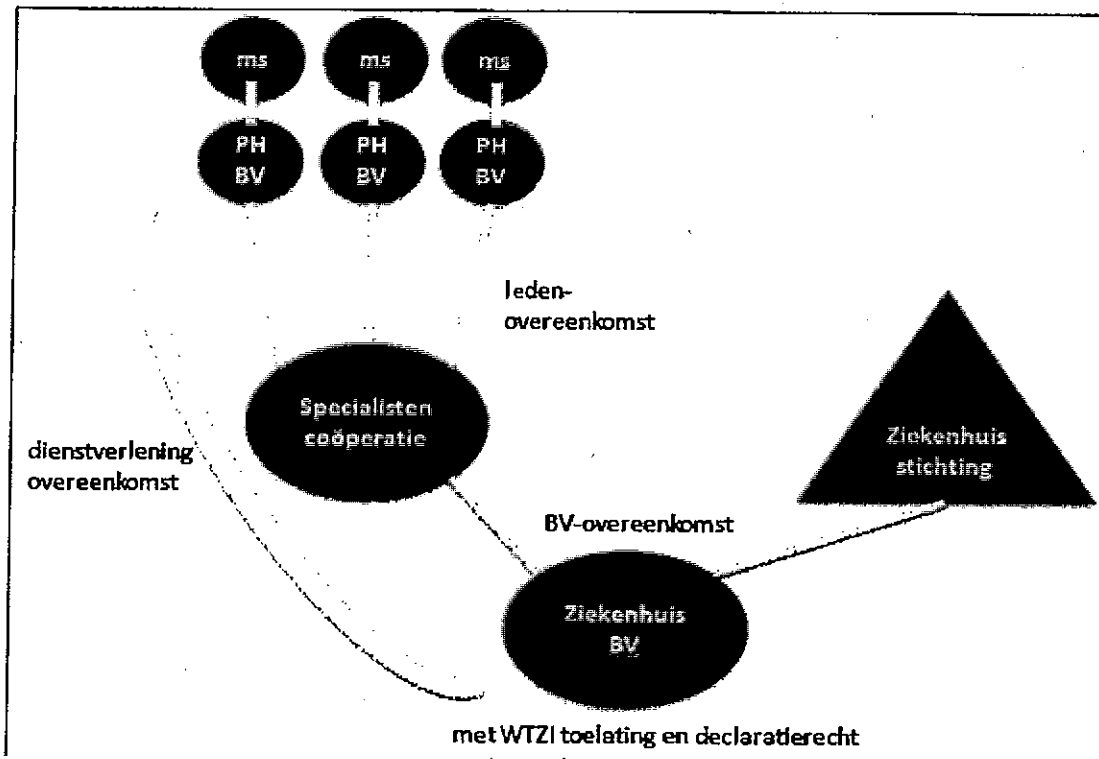 ms ms ms
PH PH PH
BV BV BV
leden-
overeenkomst
Specialisten
coöperatie
Ziekenhuis
stichting
dienstverlening
overeenkomst
BV-overeenkomst
Ziekenhuis
BV
met WTZI toelating en declaratierecht